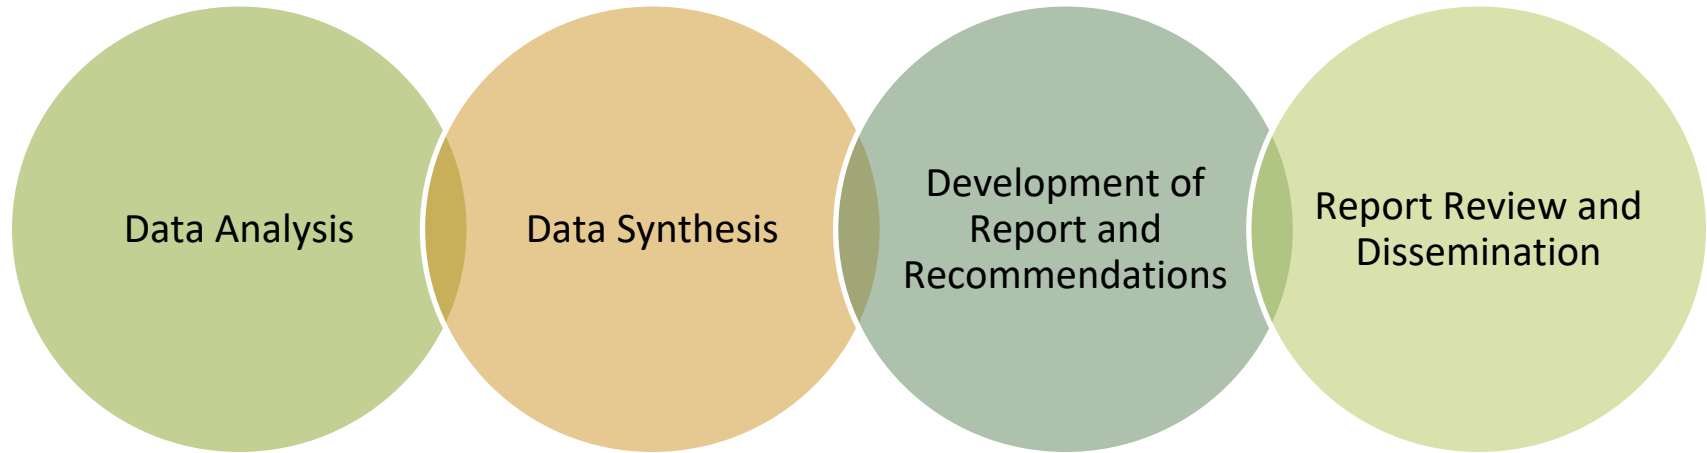 Data Analysis
Data Synthesis
Development of
Report and
Recommendations
Report Review and
Dissemination